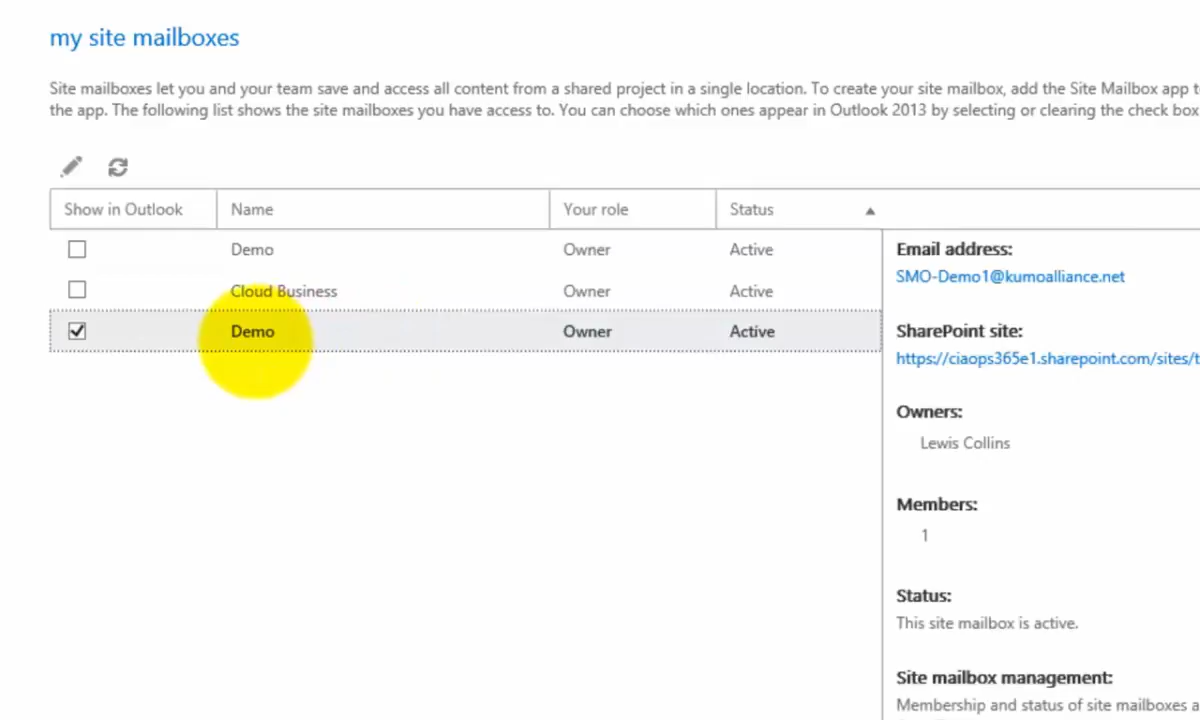 my site mailboxes
Site mailboxes let you and your team save and access all content from a shared project in a single location. To create your site mailbox, add the Site Mailbox app
the app. The following list shows the site mailboxes you have access to. You can choose which ones appear in Outlook 2013 by selecting or clearing the check box
Show in Outlook Name Your role Status
Demo Owner Active
Cloud Business Owner Active
Demo Owner Active
Email address:
SMO-Demo1@kumoalliance.net
SharePoint site:
https://ciaops365e1.sharepoint.com/sites/t
Owners:
Lewis Collins
Members:
1
Status:
This site mailbox is active.
Site mailbox management:
Membership and status of site mailboxes a